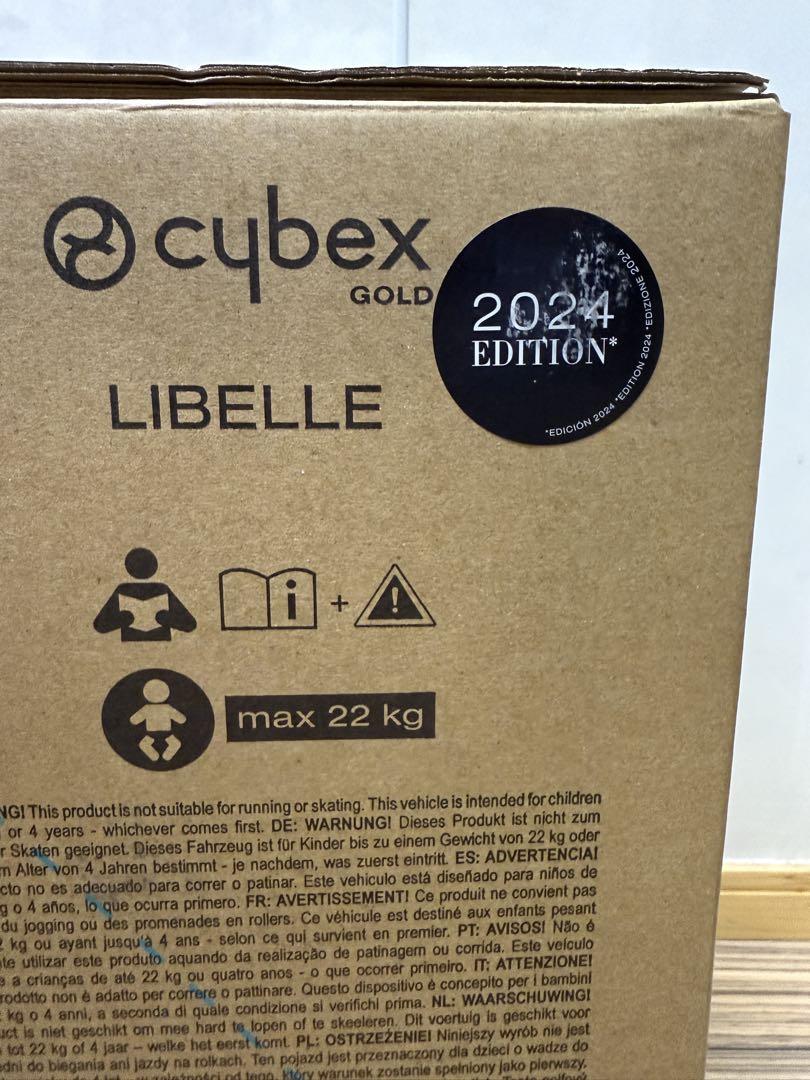 cybex
GOLD
2024
EDITION*
*EDICIÓN 2024 *EDITION 2024 *EDIZIONE 2024
LIBELLE
i + !
max 22 kg
This product is not suitable for running or skating. This vehicle is intended for children
or 4 years - whichever comes first. DE: WARNUNG! Dieses Produkt ist nicht zum
Skaten geeignet. Dieses Fahrzeug ist für Kinder bis zu einem Gewicht von 22 kg oder
Alter von 4 Jahren bestimmt - je nachdem, was zuerst eintritt. ES: ADVERTENCIA!
no es adecuado para correr o patinar. Este vehiculo está diseñado para niños de
o 4 años, lo que ocurra primero. FR: AVERTISSEMENT! Ce produit ne convient pas
du jogging ou des promenades en rollers. Ce véhicule est destiné aux enfants pesant
kg ou ayant jusqu'à 4 ans - selon ce qui survient en premier. PT: AVISOS! Não é
utilizar este produto aquando da realização de patinagem ou corrida. Este veículo
a crianças de até 22 kg ou quatro anos - o que ocorrer primeiro. IT: ATTENZIONE!
non è adatto per correre o pattinare. Questo dispositivo è concepito per i bambini
kg o 4 anni, a seconda di quale condizione si verifichi prima. NL: WAARSCHUWING!
is niet geschikt om mee hard te lopen of te skeeleren. Dit voertuig is geschikt voor
tot 22 kg of 4 jaar – welke het eerst komt. PL: OSTRZEŻENIE! Niniejszy wyrób nie jest
do biegania ani jazdy na rolkach. Ten pojazd jest przeznaczony dla dzieci o wadze do
od tego, który warunek zostanie spełniony jako pierwszy.